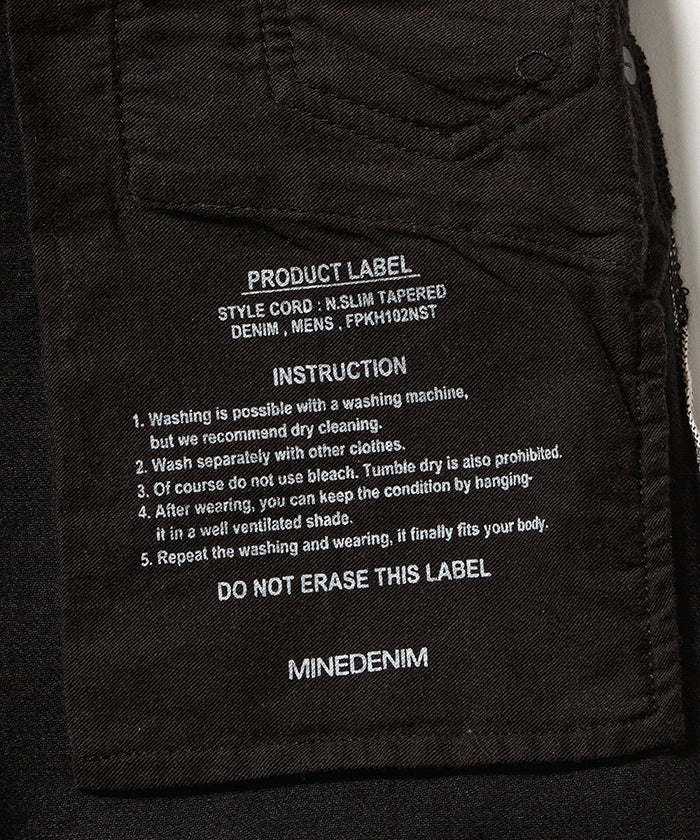 PRODUCT LABEL
STYLE CORD : N.SLIM TAPERED
DENIM , MENS , FPKH102NST
INSTRUCTION
1. Washing is possible with a washing machine,
but we recommend dry cleaning.
2. Wash separately with other clothes.
3. Of course do not use bleach. Tumble dry is also prohibited.
4. After wearing, you can keep the condition by hanging-
it in a well ventilated shade.
5. Repeat the washing and wearing, it finally fits your body.
DO NOT ERASE THIS LABEL
MINEDENIM